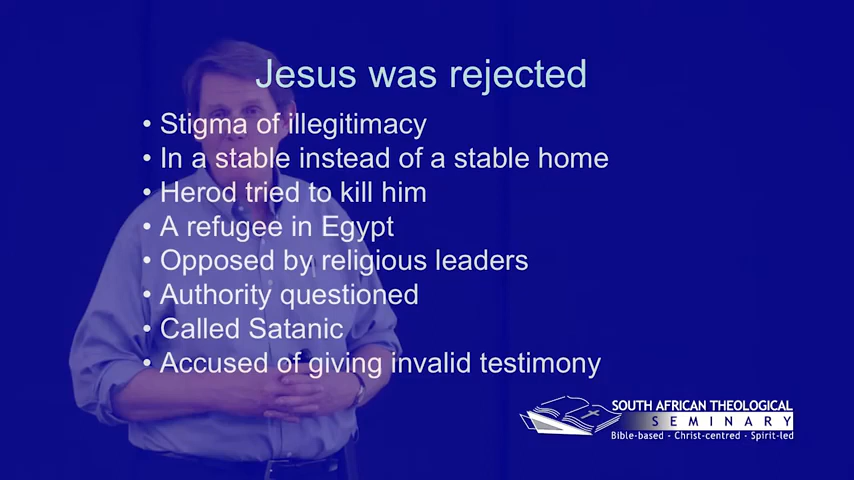 Jesus was rejected
• Stigma of illegitimacy
• In a stable instead of a stable home
• Herod tried to kill him
• A refugee in Egypt
• Opposed by religious leaders
• Authority questioned
• Called Satanic
• Accused of giving invalid testimony
SOUTH AFRICAN THEOLOGICAL
SEMINARY
Bible-based - Christ-centred - Spirit-led